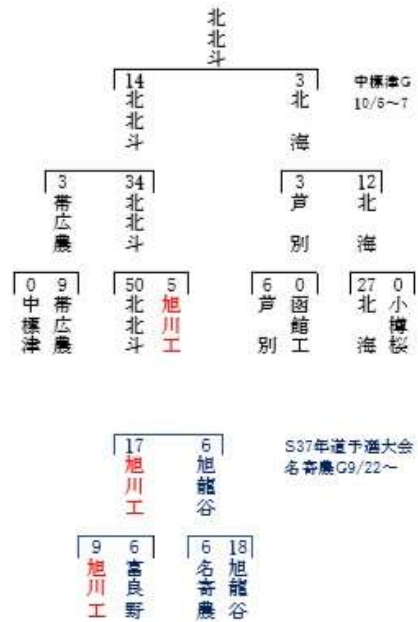 北北斗
14 3
北北斗 北海
中標津G
10/5~7
3 34 3 12
帯広農 北北斗 芦別 北海
0 9 50 5 6 0 27 0
中標津 帯広農 北北斗 旭川工 芦別 函館工 北海 小樽桜
17 6
旭川工 旭龍谷
S37年道予選大会
名寄農G9/22~
9 6 6 18
旭川工 富良野 名寄農 旭龍谷